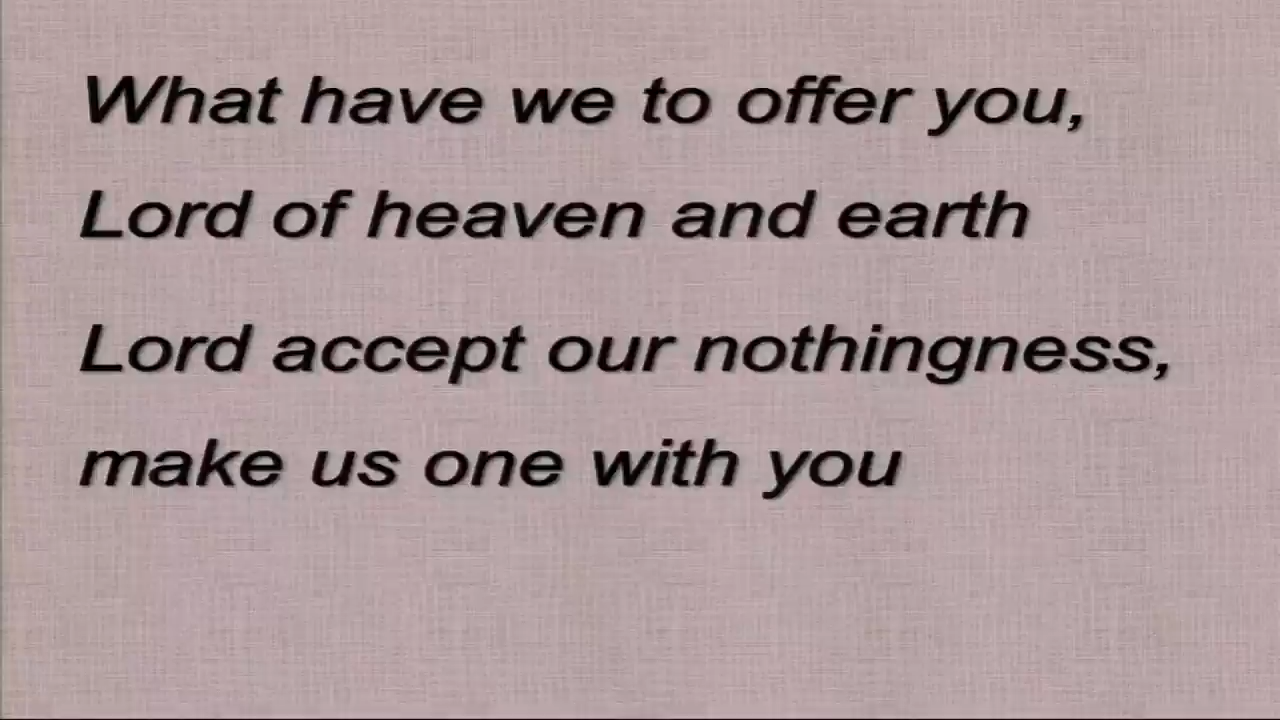 What have we to offer you,
Lord of heaven and earth
Lord accept our nothingness,
make us one with you